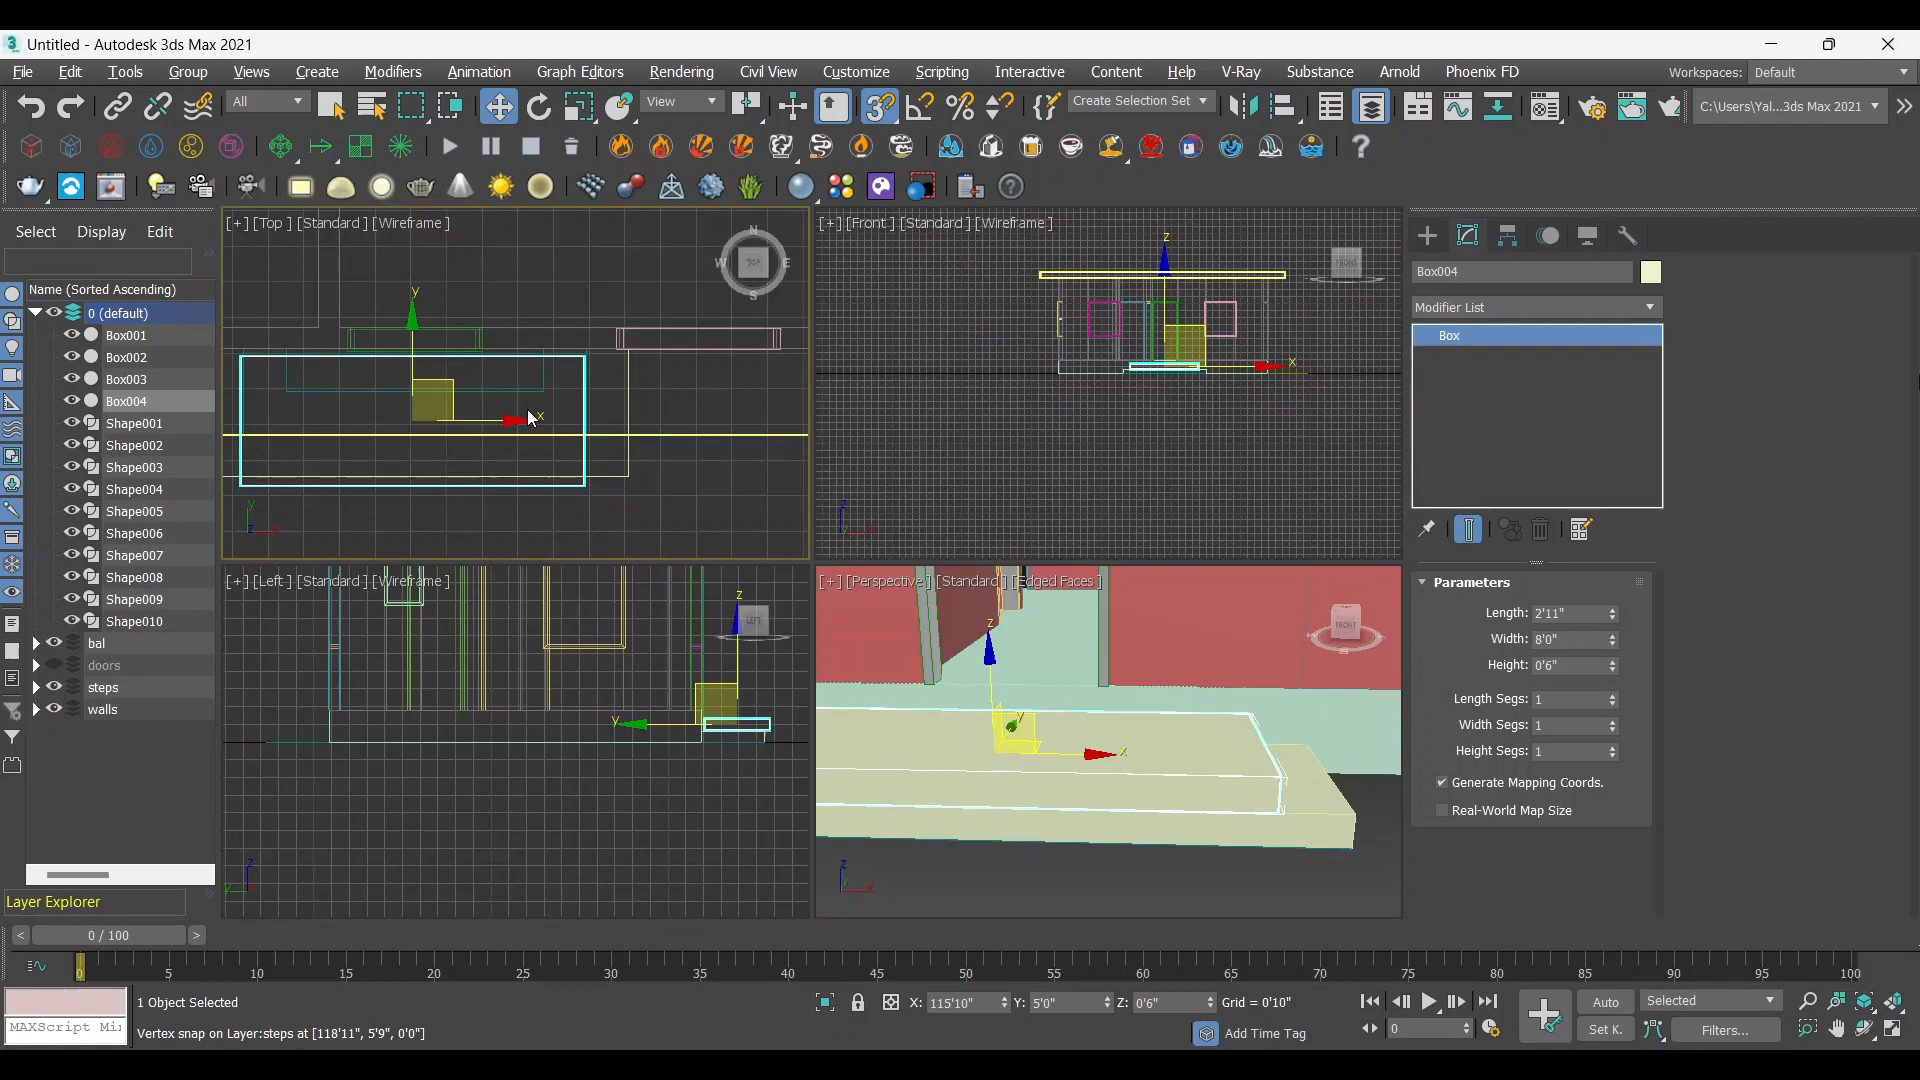 Untitled - Autodesk 3ds Max 2021
File Edit Tools Group Views Create Modifiers Animation Graph Editors Rendering Civil View Customize Scripting Interactive Content Help V-Ray Substance Arnold Phoenix FD Workspaces: Default
All View Create Selection Set C:\Users\Yal...3ds Max 2021
Select Display Edit
Name (Sorted Ascending)
0 (default)
Box001
Box002
Box003
Box004
Shape001
Shape002
Shape003
Shape004
Shape005
Shape006
Shape007
Shape008
Shape009
Shape010
bal
doors
steps
walls
Layer Explorer
[+] [Top ] [Standard ] [Wireframe ]
N
W TOP E
S
y
x
y
z x
[+] [Front ] [Standard ] [Wireframe ]
z
FRONT
x
z
x
[+] [Left ] [Standard ] [Wireframe ]
z
LEFT
y
z
y
[+] [Perspective ] [Standard ] [Edged Faces ]
z
FRONT
y
x
z
y x
Box004
Modifier List
Box
Parameters
Length: 2'11"
Width: 8'0"
Height: 0'6"
Length Segs: 1
Width Segs: 1
Height Segs: 1
Generate Mapping Coords.
Real-World Map Size
< 0 / 100 >
0 5 10 15 20 25 30 35 40 45 50 55 60 65 70 75 80 85 90 95 100
1 Object Selected
X: 115'10" Y: 5'0" Z: 0'6" Grid = 0'10"
Auto Selected
MAXScript Mi
Vertex snap on Layer:steps at [118'11", 5'9", 0'0"]
Add Time Tag
0
Set K. Filters...